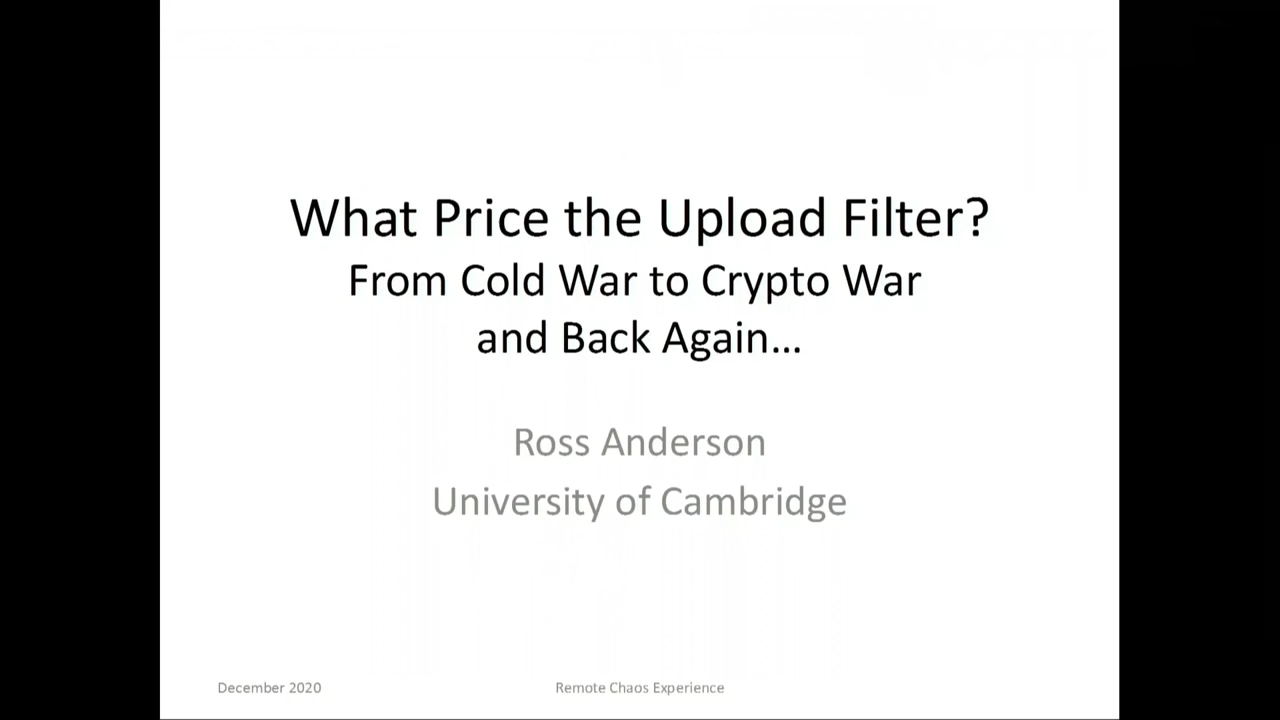 What Price the Upload Filter?
From Cold War to Crypto War
and Back Again...
Ross Anderson
University of Cambridge
December 2020
Remote Chaos Experience